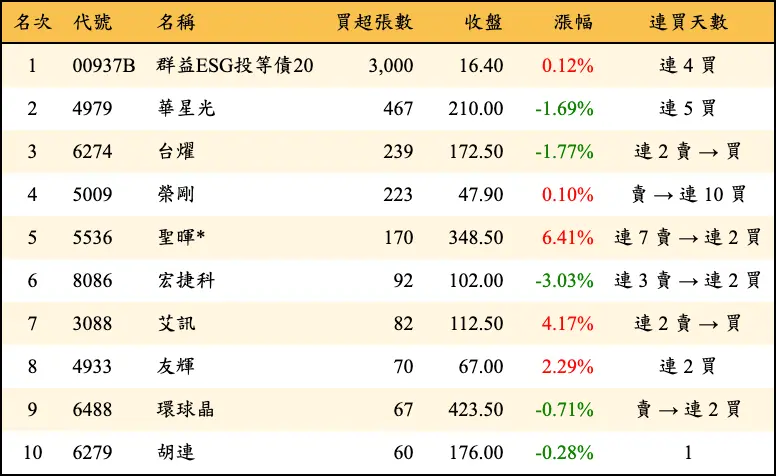 名次 代號 名稱 買超張數 收盤 漲幅 連買天數
1 00937B 群益ESG投等債20 3,000 16.40 0.12% 連 4 買
2 4979 華星光 467 210.00 -1.69% 連 5 買
3 6274 台燿 239 172.50 -1.77% 連 2 賣 → 買
4 5009 榮剛 223 47.90 0.10% 賣 → 連 10 買
5 5536 聖暉* 170 348.50 6.41% 連 7 賣 → 連 2 買
6 8086 宏捷科 92 102.00 -3.03% 連 3 賣 → 連 2 買
7 3088 艾訊 82 112.50 4.17% 連 2 賣 → 買
8 4933 友輝 70 67.00 2.29% 連 2 買
9 6488 環球晶 67 423.50 -0.71% 賣 → 連 2 買
10 6279 胡連 60 176.00 -0.28% 1